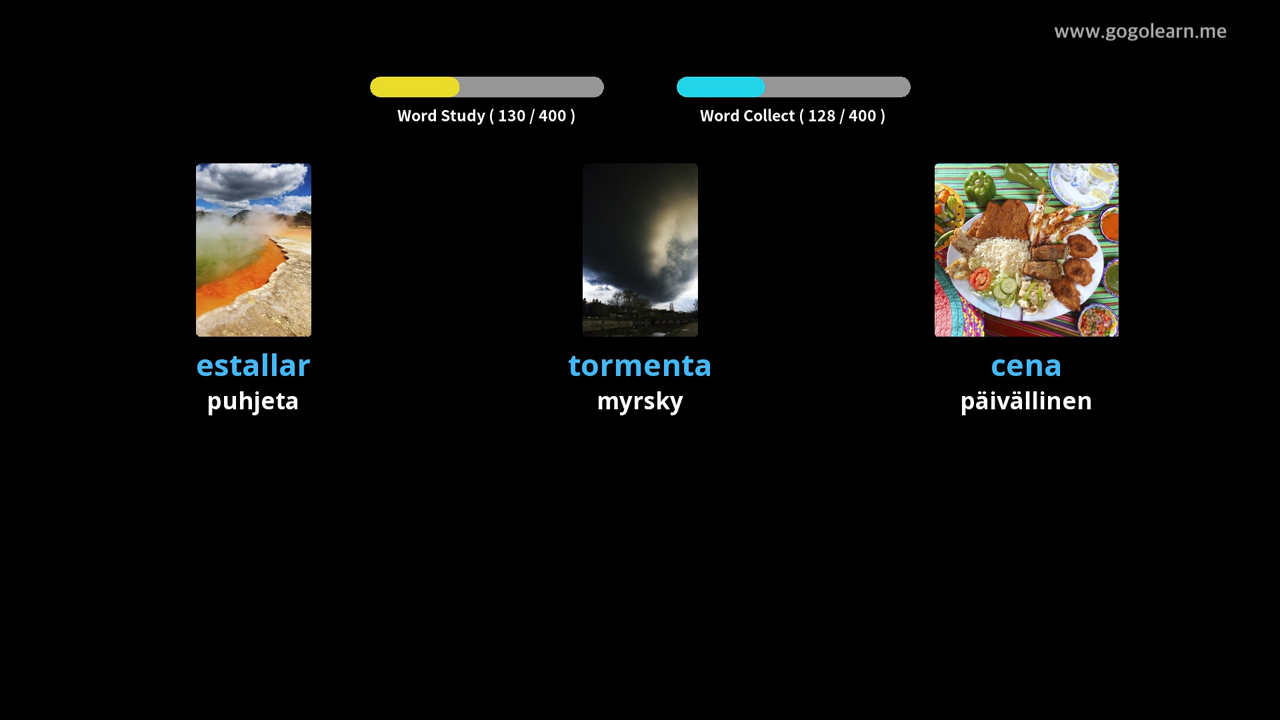 www.gogolearn.me
Word Study ( 130 / 400 )
Word Collect ( 128 / 400 )
estallar
puhjeta
tormenta
myrsky
cena
päivällinen